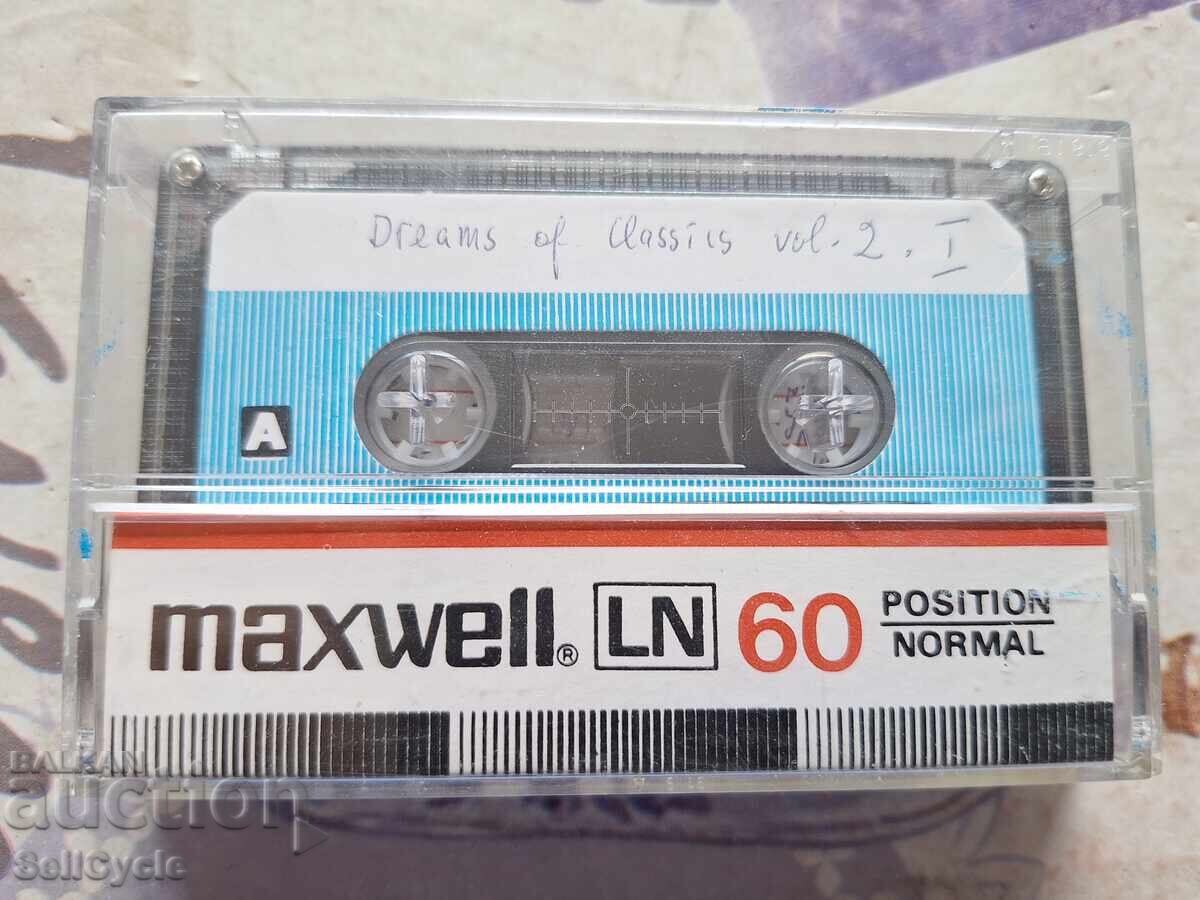 Dreams of Classics vol. 2. I
A
maxwell® LN 60 POSITION NORMAL
BALKAN
auction
SellCycle